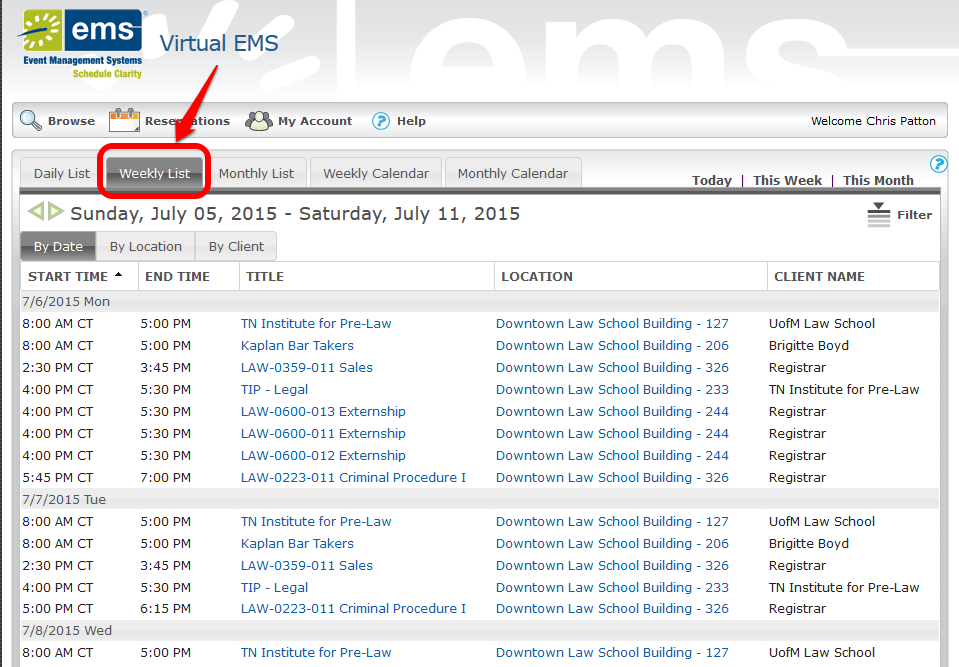 ems®
Event Management Systems
Schedule Clarity
Virtual EMS
ems
Browse Reservations My Account Help Welcome Chris Patton
Daily List Weekly List Monthly List Weekly Calendar Monthly Calendar Today | This Week | This Month ?
Sunday, July 05, 2015 - Saturday, July 11, 2015 Filter
By Date By Location By Client
START TIME END TIME TITLE LOCATION CLIENT NAME
7/6/2015 Mon
8:00 AM CT 5:00 PM TN Institute for Pre-Law Downtown Law School Building - 127 UofM Law School
8:00 AM CT 5:00 PM Kaplan Bar Takers Downtown Law School Building - 206 Brigitte Boyd
2:30 PM CT 3:45 PM LAW-0359-011 Sales Downtown Law School Building - 326 Registrar
4:00 PM CT 5:30 PM TIP - Legal Downtown Law School Building - 233 TN Institute for Pre-Law
4:00 PM CT 5:30 PM LAW-0600-013 Externship Downtown Law School Building - 244 Registrar
4:00 PM CT 5:30 PM LAW-0600-011 Externship Downtown Law School Building - 244 Registrar
4:00 PM CT 5:30 PM LAW-0600-012 Externship Downtown Law School Building - 244 Registrar
5:45 PM CT 7:00 PM LAW-0223-011 Criminal Procedure I Downtown Law School Building - 326 Registrar
7/7/2015 Tue
8:00 AM CT 5:00 PM TN Institute for Pre-Law Downtown Law School Building - 127 UofM Law School
8:00 AM CT 5:00 PM Kaplan Bar Takers Downtown Law School Building - 206 Brigitte Boyd
2:30 PM CT 3:45 PM LAW-0359-011 Sales Downtown Law School Building - 326 Registrar
4:00 PM CT 5:30 PM TIP - Legal Downtown Law School Building - 233 TN Institute for Pre-Law
5:00 PM CT 6:15 PM LAW-0223-011 Criminal Procedure I Downtown Law School Building - 326 Registrar
7/8/2015 Wed
8:00 AM CT 5:00 PM TN Institute for Pre-Law Downtown Law School Building - 127 UofM Law School